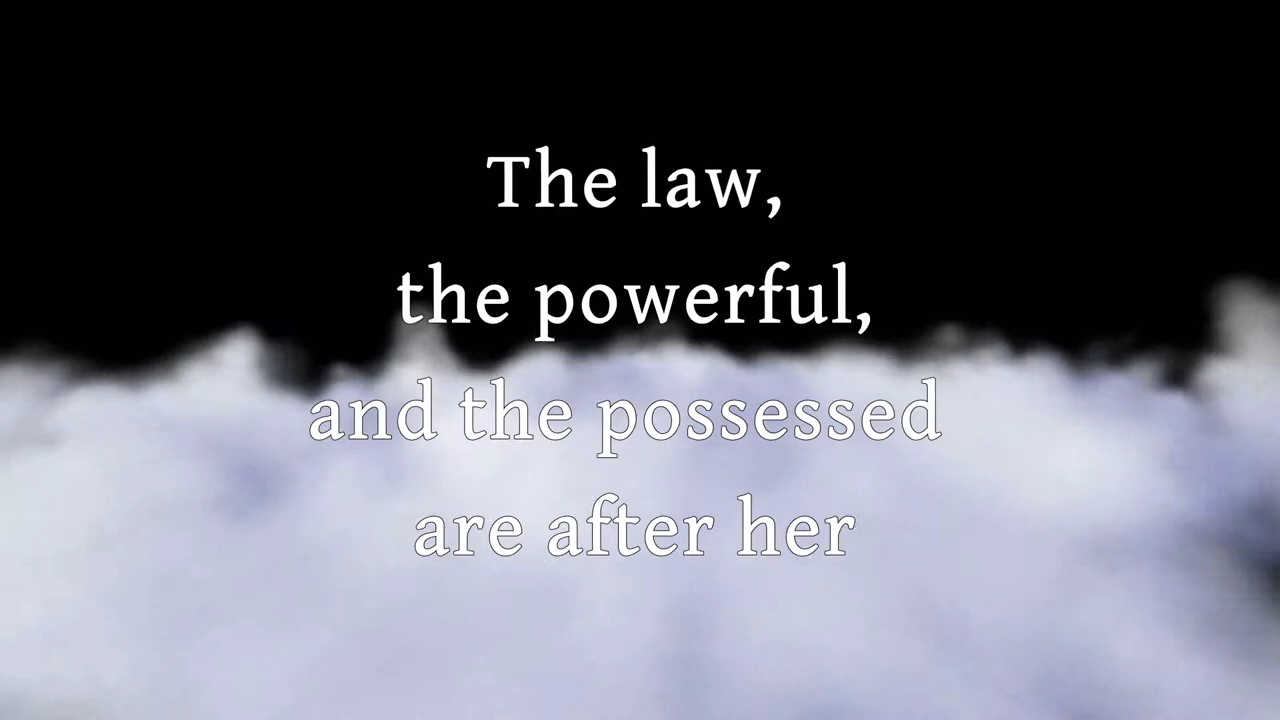 The law,
the powerful,
and the possessed
are after her